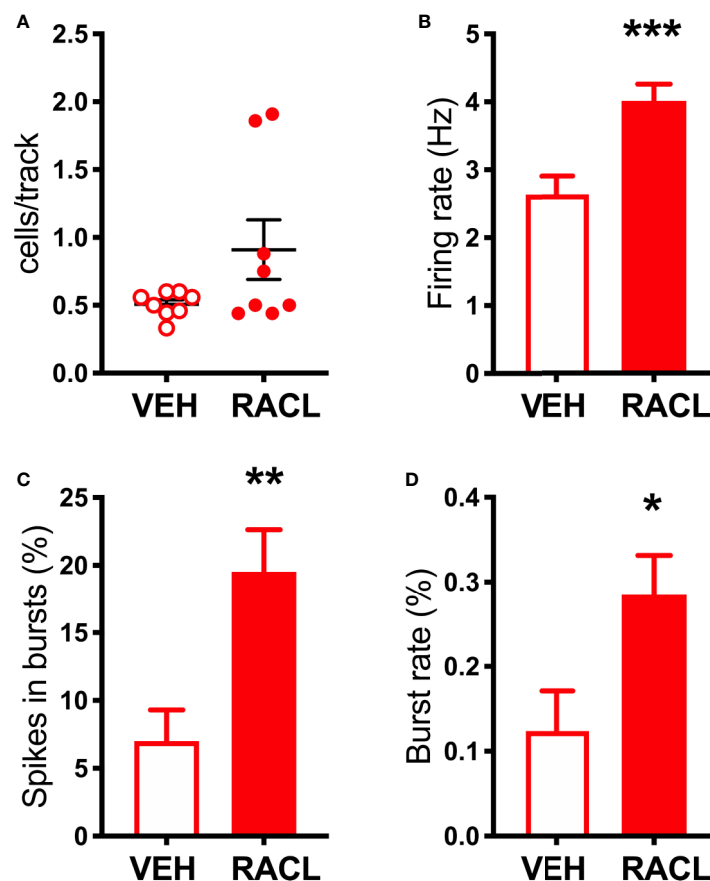 A
cells/track
2.5
2.0
1.5
1.0
0.5
0.0
VEH RACL
B
***
Firing rate (Hz)
5
4
3
2
1
0
VEH RACL
C
**
Spikes in bursts (%)
25
20
15
10
5
0
VEH RACL
D
*
Burst rate (%)
0.4
0.3
0.2
0.1
0.0
VEH RACL